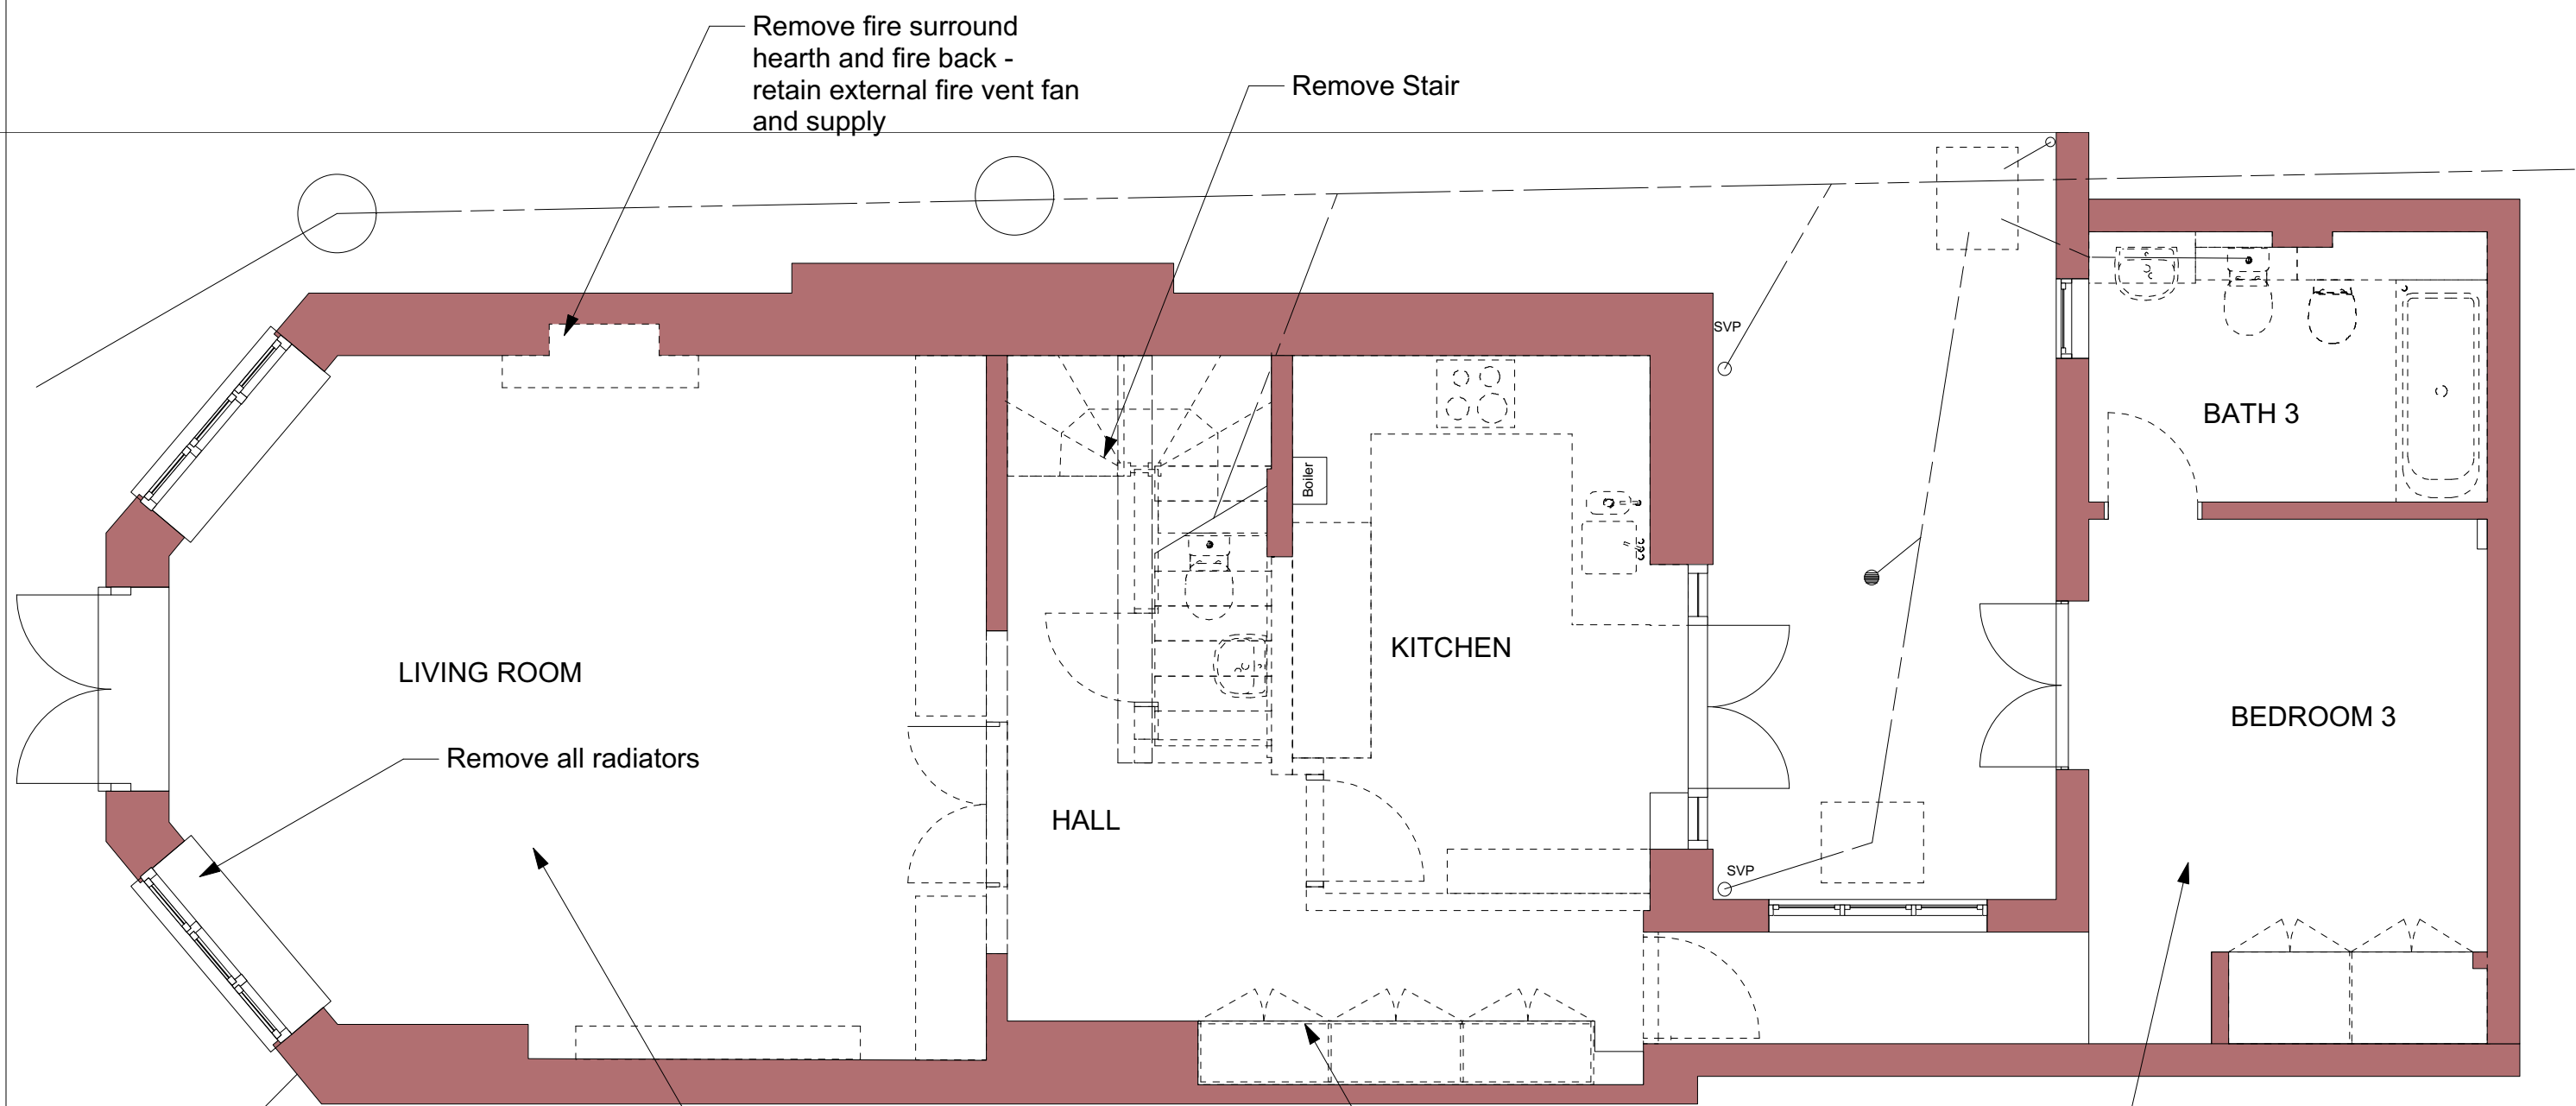 Remove fire surround
hearth and fire back -
retain external fire vent fan
and supply
Remove Stair
SVP
BATH 3
Boiler
KITCHEN
LIVING ROOM
BEDROOM 3
Remove all radiators
HALL
SVP